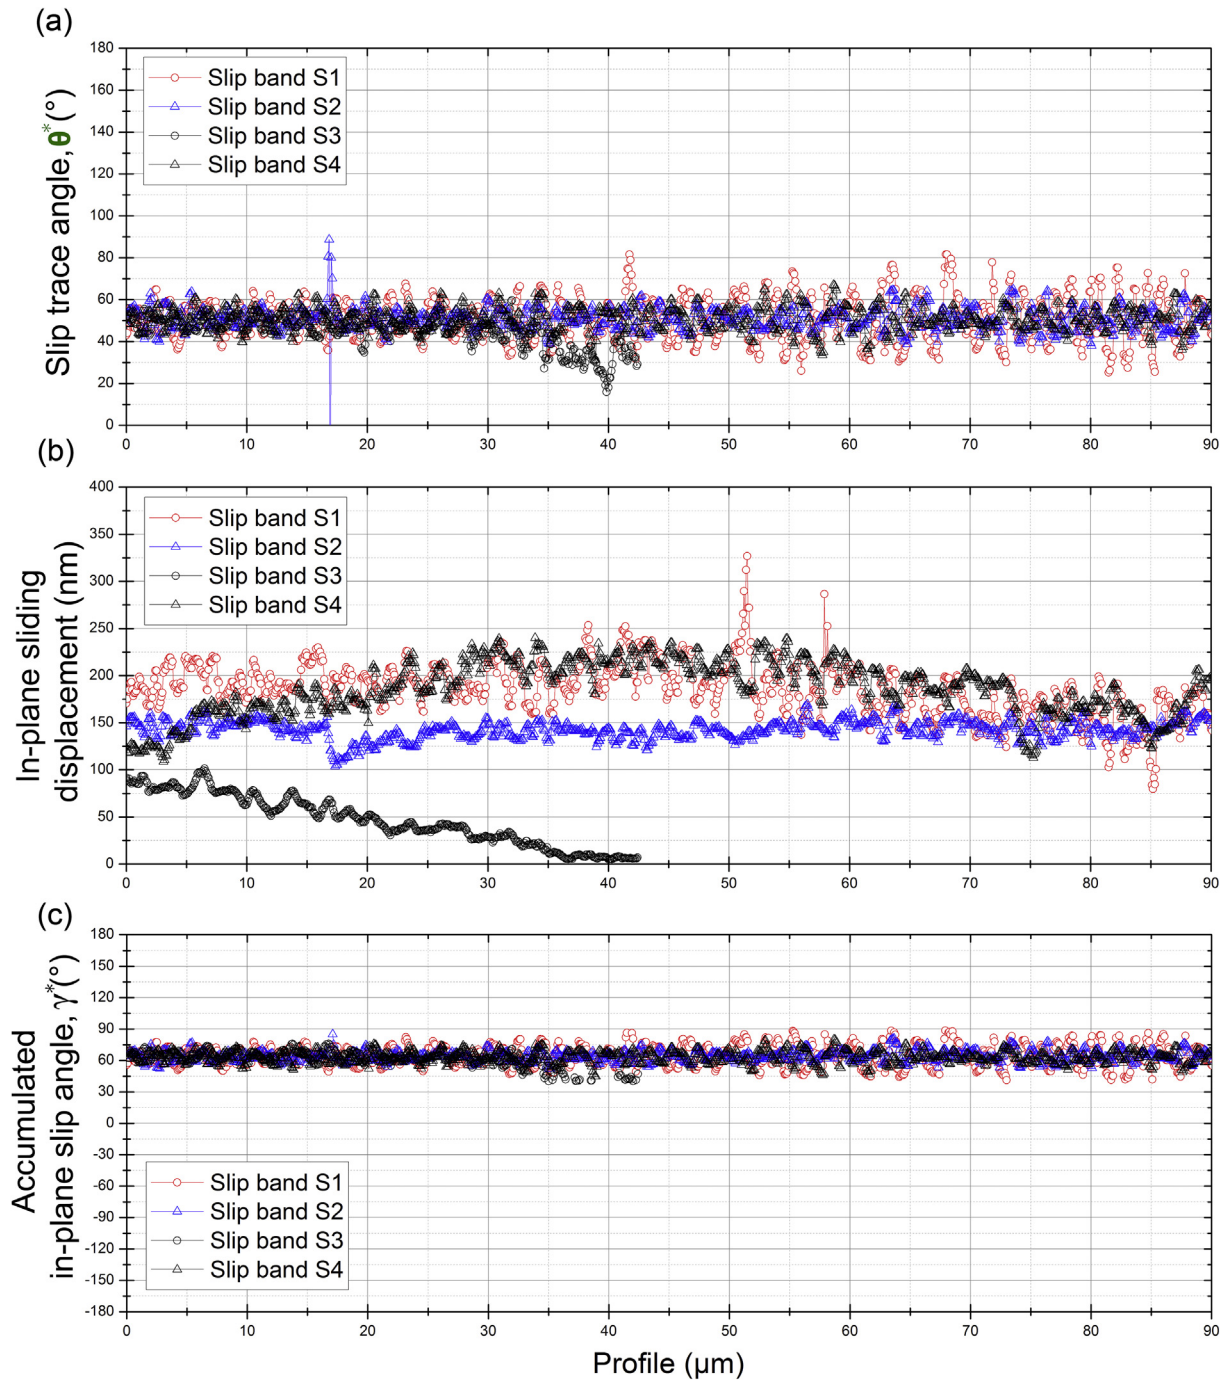 (a)
180
160
140
120
100
80
60
40
20
0
Slip trace angle, θ*(°)
Slip band S1
Slip band S2
Slip band S3
Slip band S4
0 10 20 30 40 50 60 70 80 90
(b)
400
350
300
250
200
150
100
50
0
In-plane sliding
displacement (nm)
Slip band S1
Slip band S2
Slip band S3
Slip band S4
0 10 20 30 40 50 60 70 80 90
(c)
180
150
120
90
60
30
0
-30
-60
-90
-120
-150
-180
Accumulated
in-plane slip angle, γ*(°)
Slip band S1
Slip band S2
Slip band S3
Slip band S4
0 10 20 30 40 50 60 70 80 90
Profile (μm)